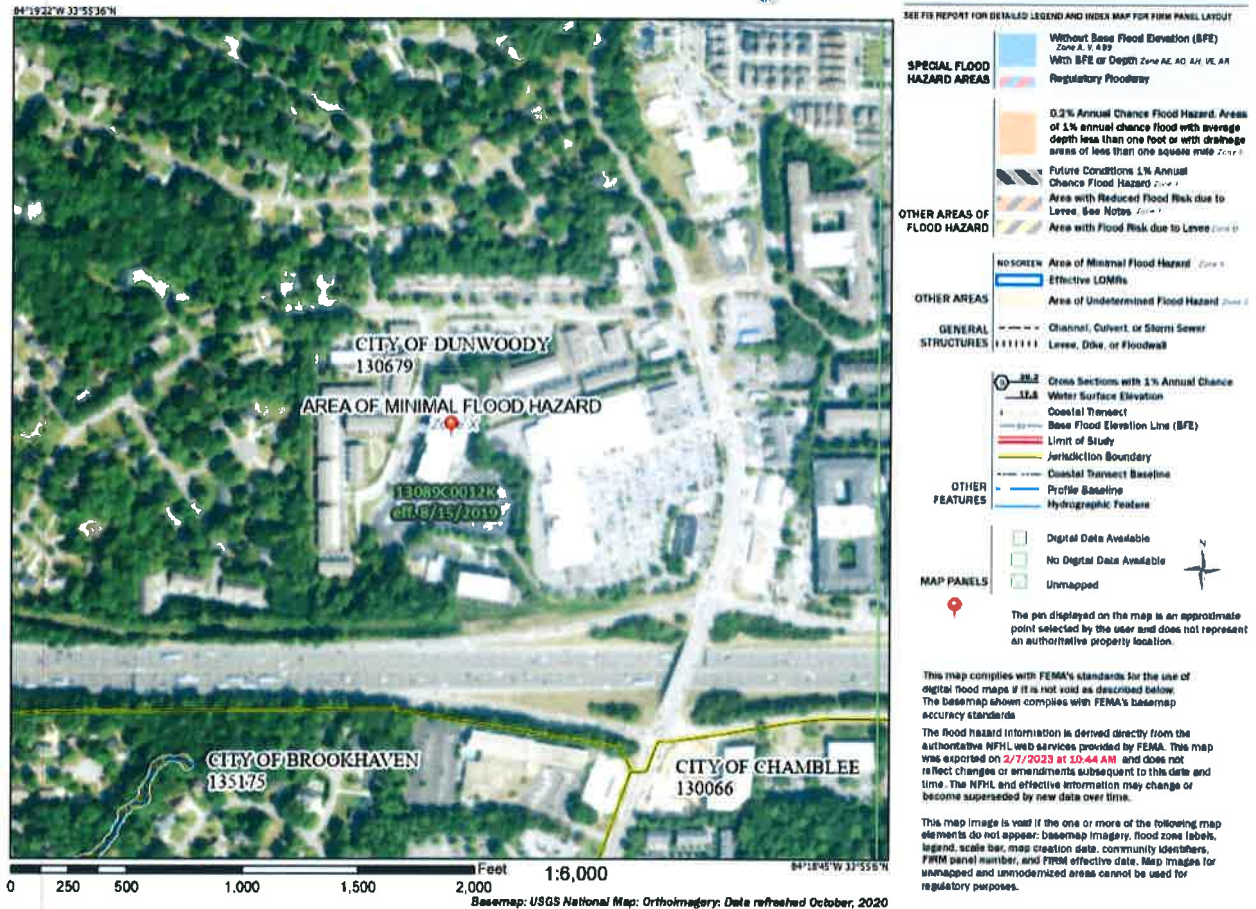 84°19'22"W 33°55'36"N
CITY OF DUNWOODY
130679
AREA OF MINIMAL FLOOD HAZARD
Zone X
13089C0012K
eff. 8/15/2019
CITY OF BROOKHAVEN
135175
CITY OF CHAMBLEE
130066
Feet
1:6,000
84°18'45"W 33°55'6"N
0
250
500
1,000
1,500
2,000
Basemap: USGS National Map: Orthoimagery: Data refreshed October, 2020
SEE FIS REPORT FOR DETAILED LEGEND AND INDEX MAP FOR FIRM PANEL LAYOUT
SPECIAL FLOOD
HAZARD AREAS
Without Base Flood Elevation (BFE)
Zone A, V, A99
With BFE or Depth Zone AE, AO, AH, VE, AR
Regulatory Floodway
OTHER AREAS OF
FLOOD HAZARD
0.2% Annual Chance Flood Hazard, Areas
of 1% annual chance flood with average
depth less than one foot or with drainage
areas of less than one square mile Zone X
Future Conditions 1% Annual
Chance Flood Hazard Zone X
Area with Reduced Flood Risk due to
Levee. See Notes Zone X
Area with Flood Risk due to Levee Zone D
OTHER AREAS
NO SCREEN Area of Minimal Flood Hazard Zone X
Effective LOMRs
Area of Undetermined Flood Hazard Zone D
GENERAL
STRUCTURES
Channel, Culvert, or Storm Sewer
Levee, Dike, or Floodwall
OTHER
FEATURES
20.2
Cross Sections with 1% Annual Chance
17.5
Water Surface Elevation
Coastal Transect
Base Flood Elevation Line (BFE)
Limit of Study
Jurisdiction Boundary
Coastal Transect Baseline
Profile Baseline
Hydrographic Feature
MAP PANELS
Digital Data Available
No Digital Data Available
Unmapped
N
The pin displayed on the map is an approximate
point selected by the user and does not represent
an authoritative property location.
This map complies with FEMA's standards for the use of
digital flood maps if it is not void as described below.
The basemap shown complies with FEMA's basemap
accuracy standards
The flood hazard information is derived directly from the
authoritative NFHL web services provided by FEMA. This map
was exported on 2/7/2023 at 10:44 AM and does not
reflect changes or amendments subsequent to this date and
time. The NFHL and effective information may change or
become superseded by new data over time.
This map image is void if the one or more of the following map
elements do not appear: basemap imagery, flood zone labels,
legend, scale bar, map creation date, community identifiers,
FIRM panel number, and FIRM effective date. Map images for
unmapped and unmodernized areas cannot be used for
regulatory purposes.